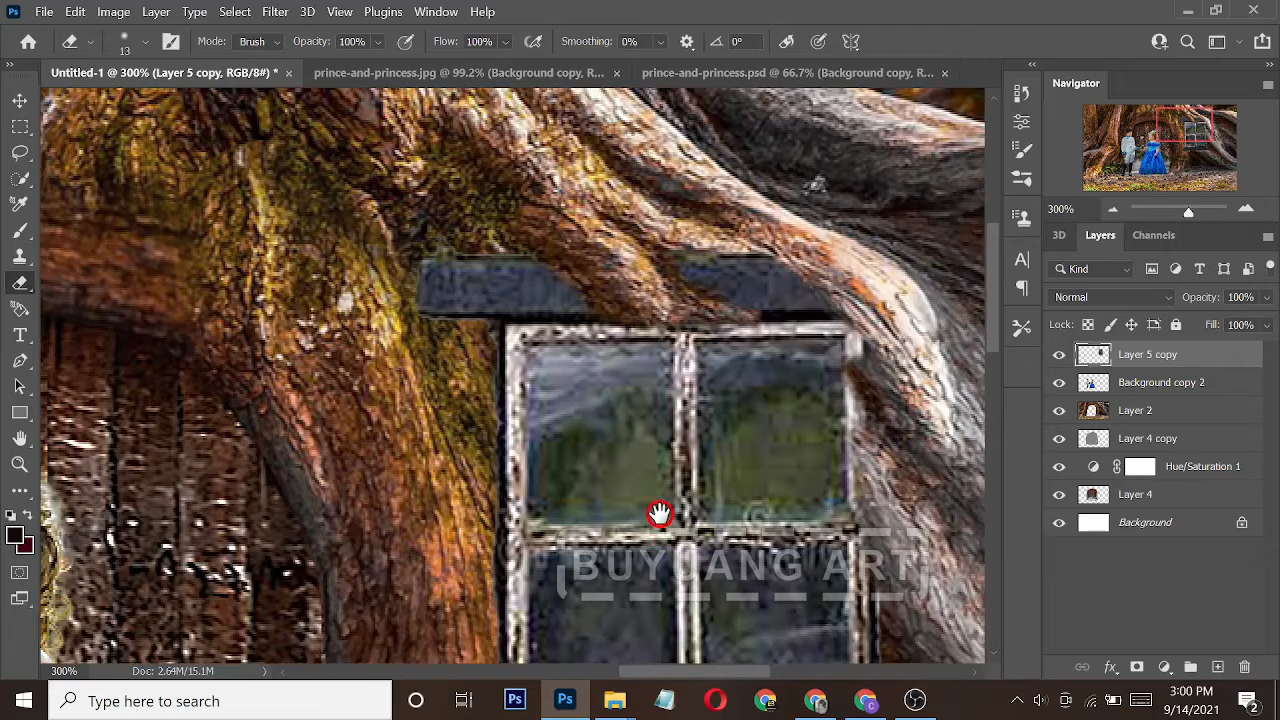 File Edit Image Layer Type Select Filter 3D View Plugins Window Help
13 Mode: Brush Opacity: 100% Flow: 100% Smoothing: 0% 0°
Untitled-1 @ 300% (Layer 5 copy, RGB/8#) * prince-and-princess.jpg @ 99.2% (Background copy, R... prince-and-princess.psd @ 66.7% (Background copy, R...
Navigator
300%
3D Layers Channels
Kind
Normal Opacity: 100%
Lock: Fill: 100%
Layer 5 copy
Background copy 2
Layer 2
Layer 4 copy
Hue/Saturation 1
Layer 4
Background
BUYUANG ART
300% Doc: 2.64M/15.1M
Type here to search
3:00 PM
9/14/2021
2